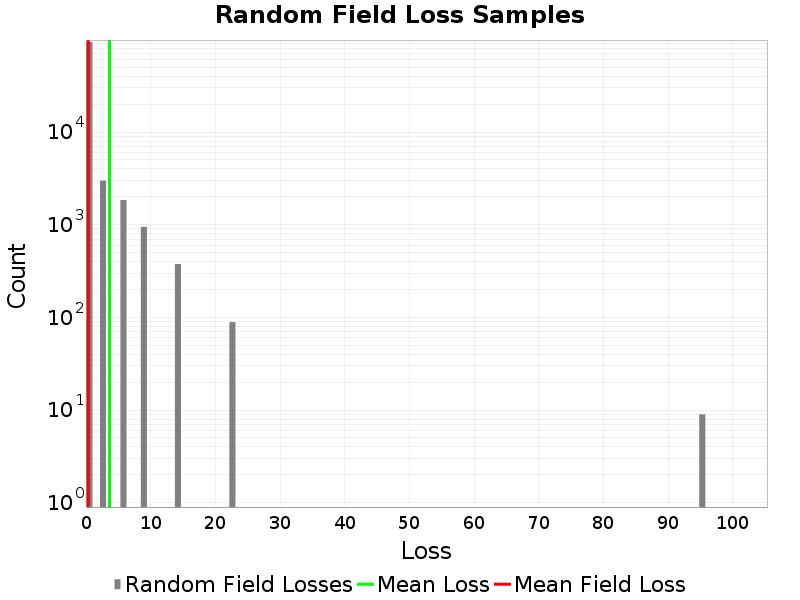 Random Field Loss Samples
Count
10^4
10^3
10^2
10^1
10^0
0 10 20 30 40 50 60 70 80 90 100
Loss
Random Field Losses Mean Loss Mean Field Loss